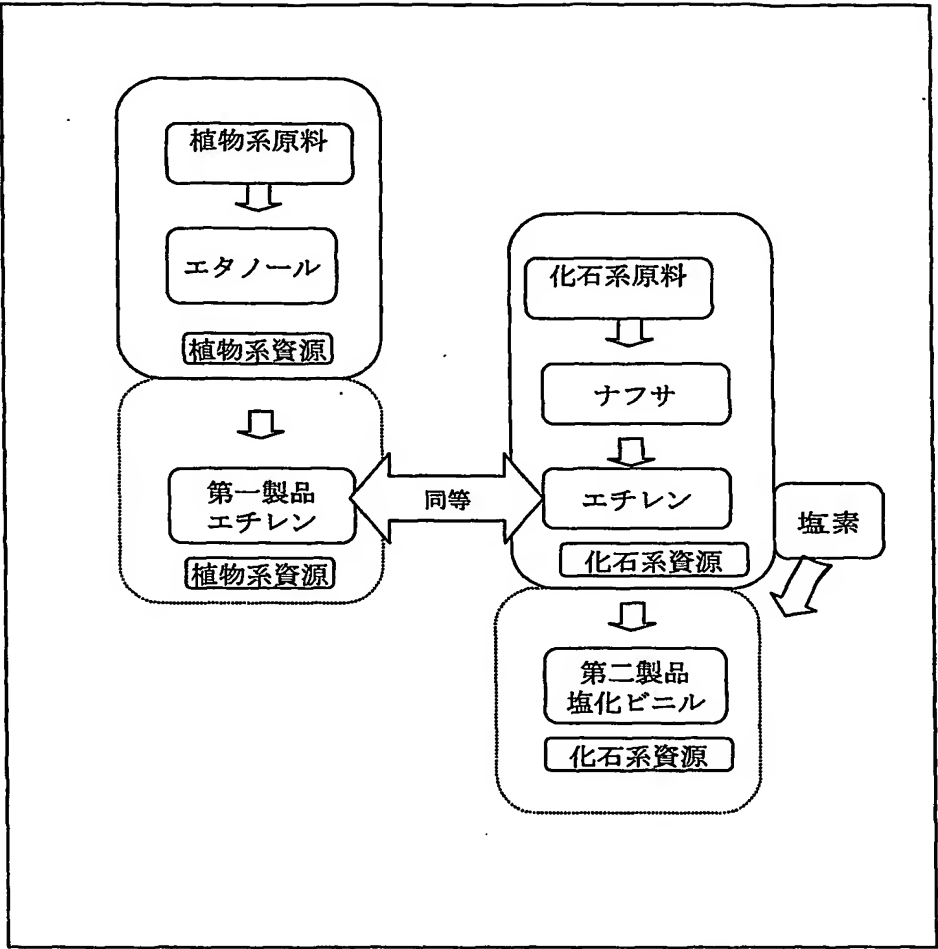 植物系原料
エタノール
植物系資源
第一製品
エチレン
植物系資源
同等
化石系原料
ナフサ
エチレン
化石系資源
塩素
第二製品
塩化ビニル
化石系資源